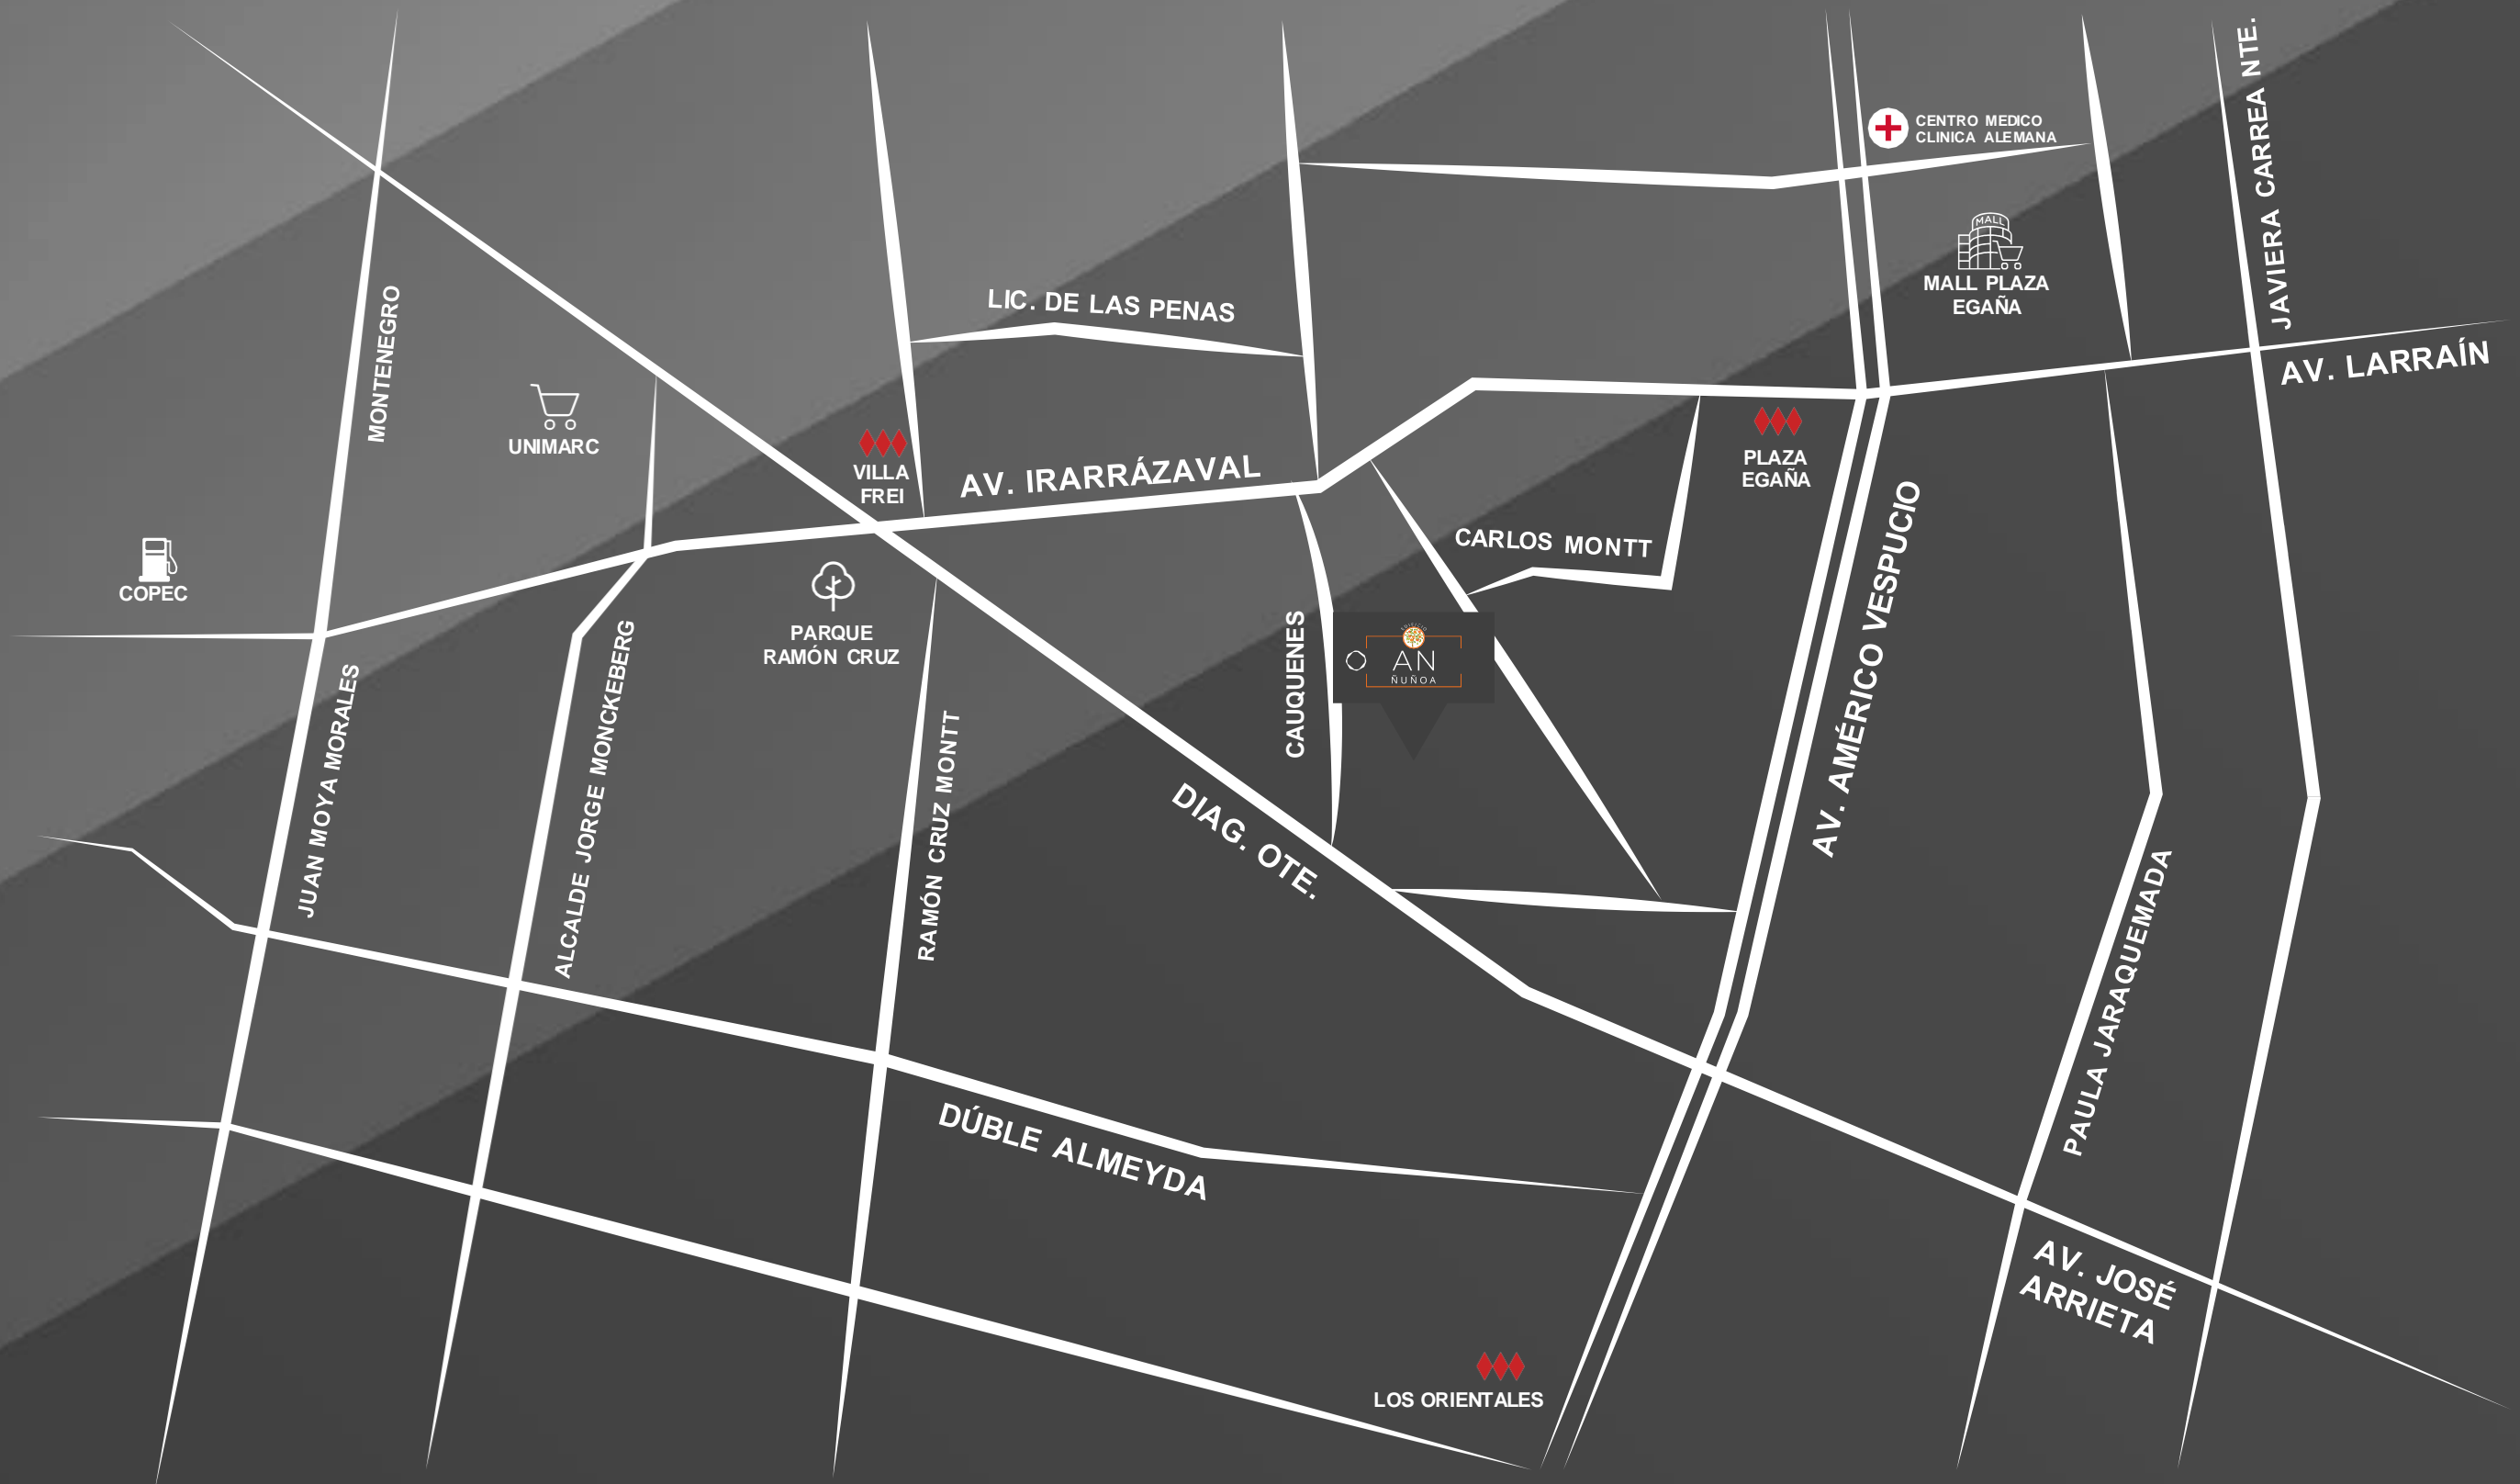 JAVIERA CARREA NTE.
CENTRO MEDICO
CLINICA ALEMANA
MALL
MALL PLAZA
EGAÑA
LIC. DE LAS PENAS
MONTENEGRO
AV. LARRAÍN
UNIMARC
VILLA
FREI
AV. IRARRÁZAVAL
PLAZA
EGAÑA
CARLOS MONTT
COPEC
PARQUE
RAMÓN CRUZ
CAUQUENES
EDIFICIO
AN
ÑUÑOA
AV. AMÉRICO VESPUCIO
JUAN MOYA MORALES
ALCALDE JORGE MONCKEBERG
RAMÓN CRUZ MONTT
DIAG. OTE.
PAULA JARAQUEMADA
DÚBLE ALMEYDA
AV. JOSÉ
ARRIETA
LOS ORIENTALES